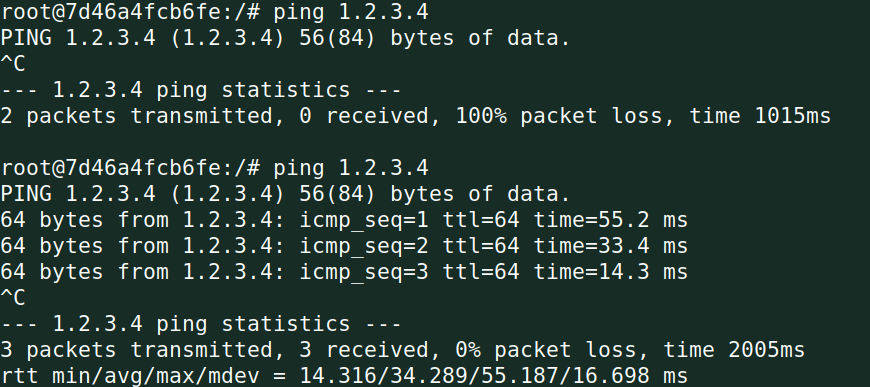 root@7d46a4fcb6fe:/# ping 1.2.3.4
PING 1.2.3.4 (1.2.3.4) 56(84) bytes of data.
^C
--- 1.2.3.4 ping statistics ---
2 packets transmitted, 0 received, 100% packet loss, time 1015ms

root@7d46a4fcb6fe:/# ping 1.2.3.4
PING 1.2.3.4 (1.2.3.4) 56(84) bytes of data.
64 bytes from 1.2.3.4: icmp_seq=1 ttl=64 time=55.2 ms
64 bytes from 1.2.3.4: icmp_seq=2 ttl=64 time=33.4 ms
64 bytes from 1.2.3.4: icmp_seq=3 ttl=64 time=14.3 ms
^C
--- 1.2.3.4 ping statistics ---
3 packets transmitted, 3 received, 0% packet loss, time 2005ms
rtt min/avg/max/mdev = 14.316/34.289/55.187/16.698 ms